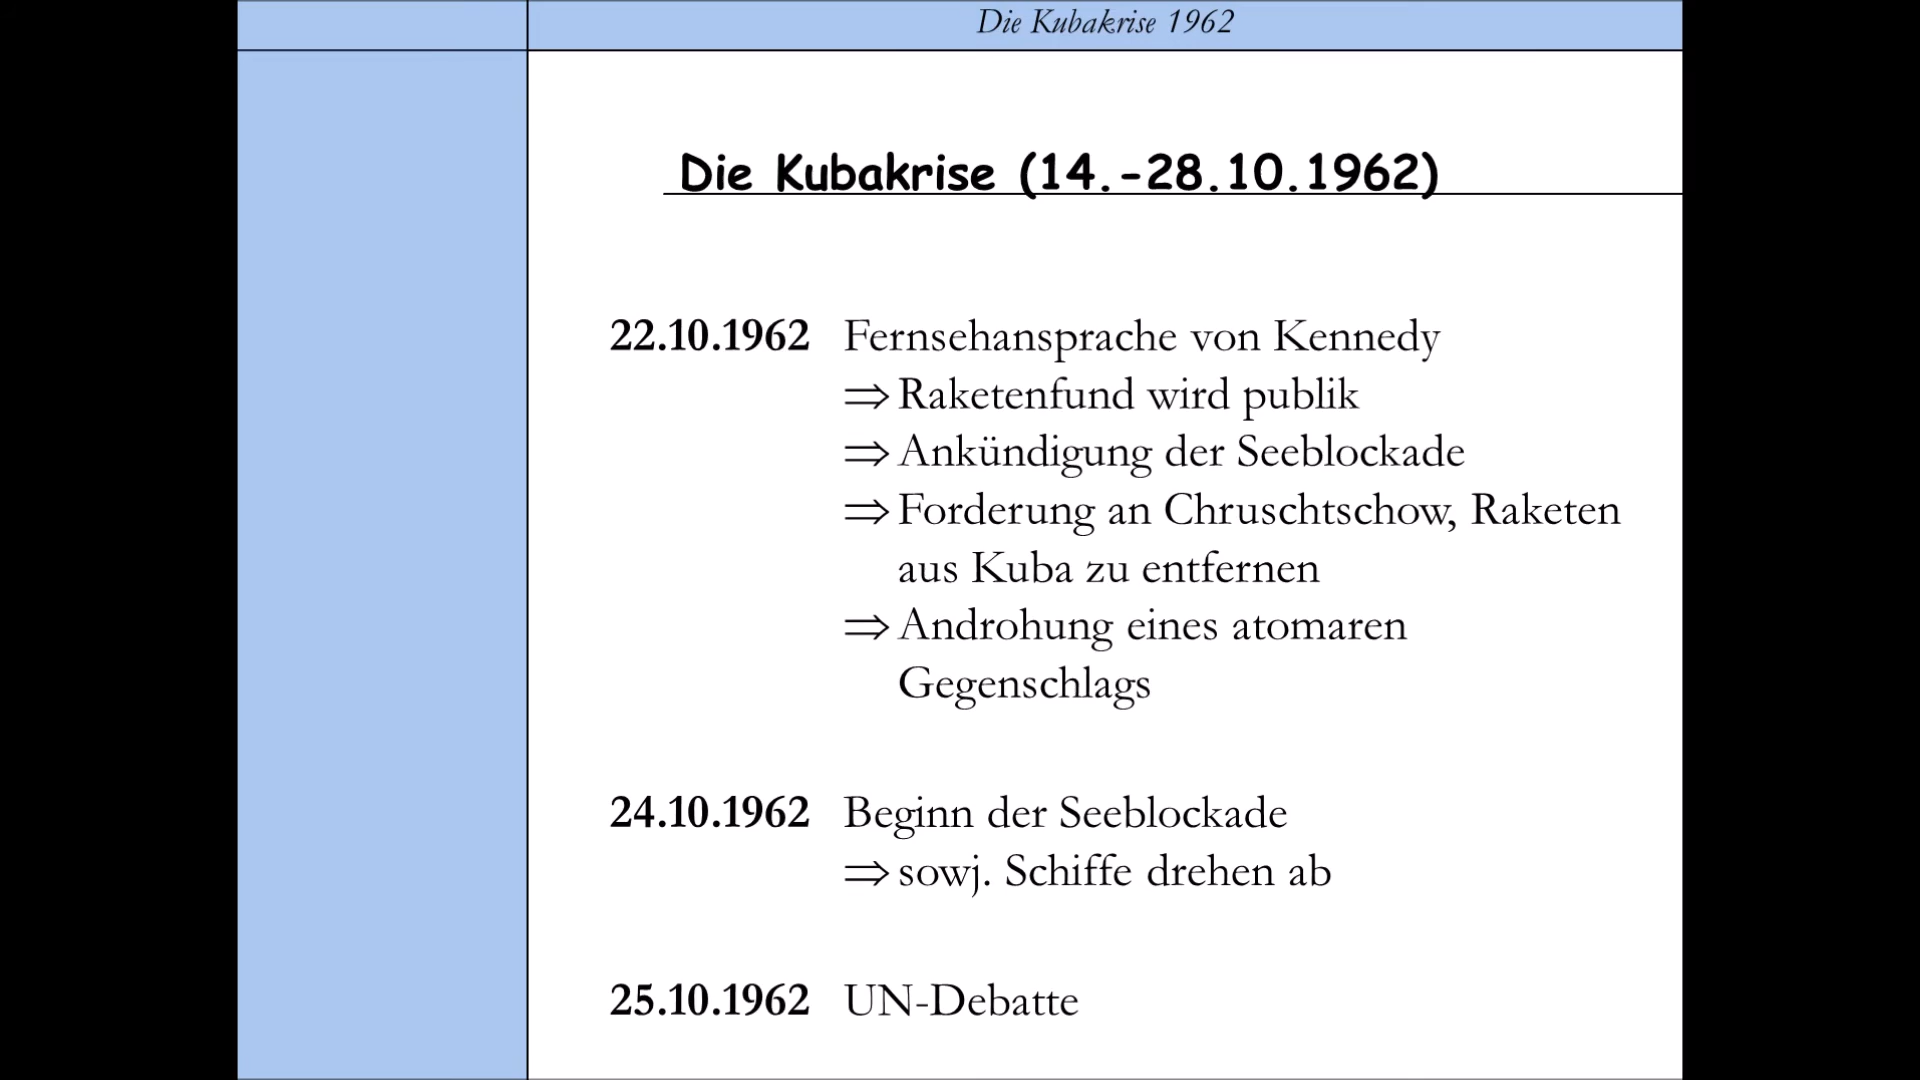 Die Kubakrise 1962
Die Kubakrise (14.-28.10.1962)
22.10.1962 Fernsehansprache von Kennedy
⇒ Raketenfund wird publik
⇒ Ankündigung der Seeblockade
⇒ Forderung an Chruschtschow, Raketen
aus Kuba zu entfernen
⇒ Androhung eines atomaren
Gegenschlags
24.10.1962 Beginn der Seeblockade
⇒ sowj. Schiffe drehen ab
25.10.1962 UN-Debatte